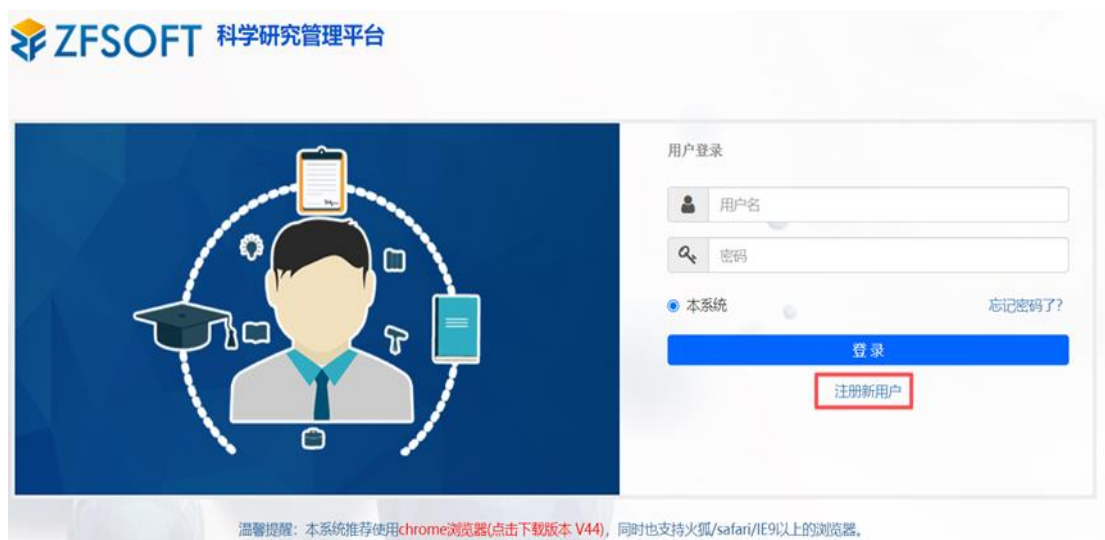 ZFSOFT 科学研究管理平台
用户登录
用户名
密码
本系统 忘记密码了?
登录
注册新用户
温馨提醒：本系统推荐使用chrome浏览器(点击下载版本 V44)，同时也支持火狐/safari/IE9以上的浏览器。